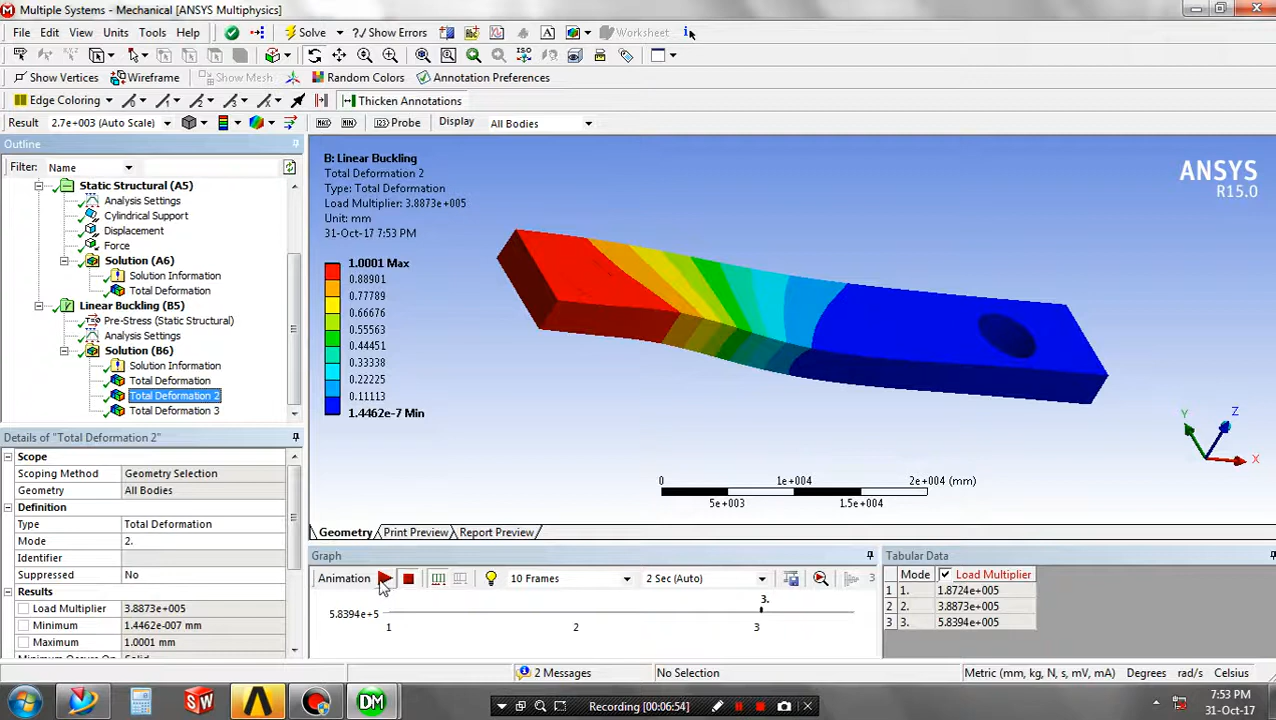 Multiple Systems - Mechanical [ANSYS Multiphysics]
File Edit View Units Tools Help Solve ?/ Show Errors Worksheet
Show Vertices Wireframe Show Mesh Random Colors Annotation Preferences
Edge Coloring Thicken Annotations
Result 2.7e+003 (Auto Scale) MAX MIN Probe Display All Bodies
Outline
Filter: Name
Static Structural (A5)
Analysis Settings
Cylindrical Support
Displacement
Force
Solution (A6)
Solution Information
Total Deformation
Linear Buckling (B5)
Pre-Stress (Static Structural)
Analysis Settings
Solution (B6)
Solution Information
Total Deformation
Total Deformation 2
Total Deformation 3
Details of "Total Deformation 2"
Scope
Scoping Method Geometry Selection
Geometry All Bodies
Definition
Type Total Deformation
Mode 2.
Identifier
Suppressed No
Results
Load Multiplier 3.8873e+005
Minimum 1.4462e-007 mm
Maximum 1.0001 mm
Minimum Occurs On Solid
B: Linear Buckling
Total Deformation 2
Type: Total Deformation
Load Multiplier: 3.8873e+005
Unit: mm
31-Oct-17 7:53 PM
1.0001 Max
0.88901
0.77789
0.66676
0.55563
0.44451
0.33338
0.22225
0.11113
1.4462e-7 Min
ANSYS
R15.0
Y Z X
0 1e+004 2e+004 (mm)
5e+003 1.5e+004
Geometry Print Preview Report Preview
Graph
Animation 10 Frames 2 Sec (Auto) 3
3.
5.8394e+5
1 2 3
Tabular Data
Mode Load Multiplier
1 1. 1.8724e+005
2 2. 3.8873e+005
3 3. 5.8394e+005
2 Messages No Selection Metric (mm, kg, N, s, mV, mA) Degrees rad/s Celsius
SW DM Recording [00:06:54] 7:53 PM
31-Oct-17